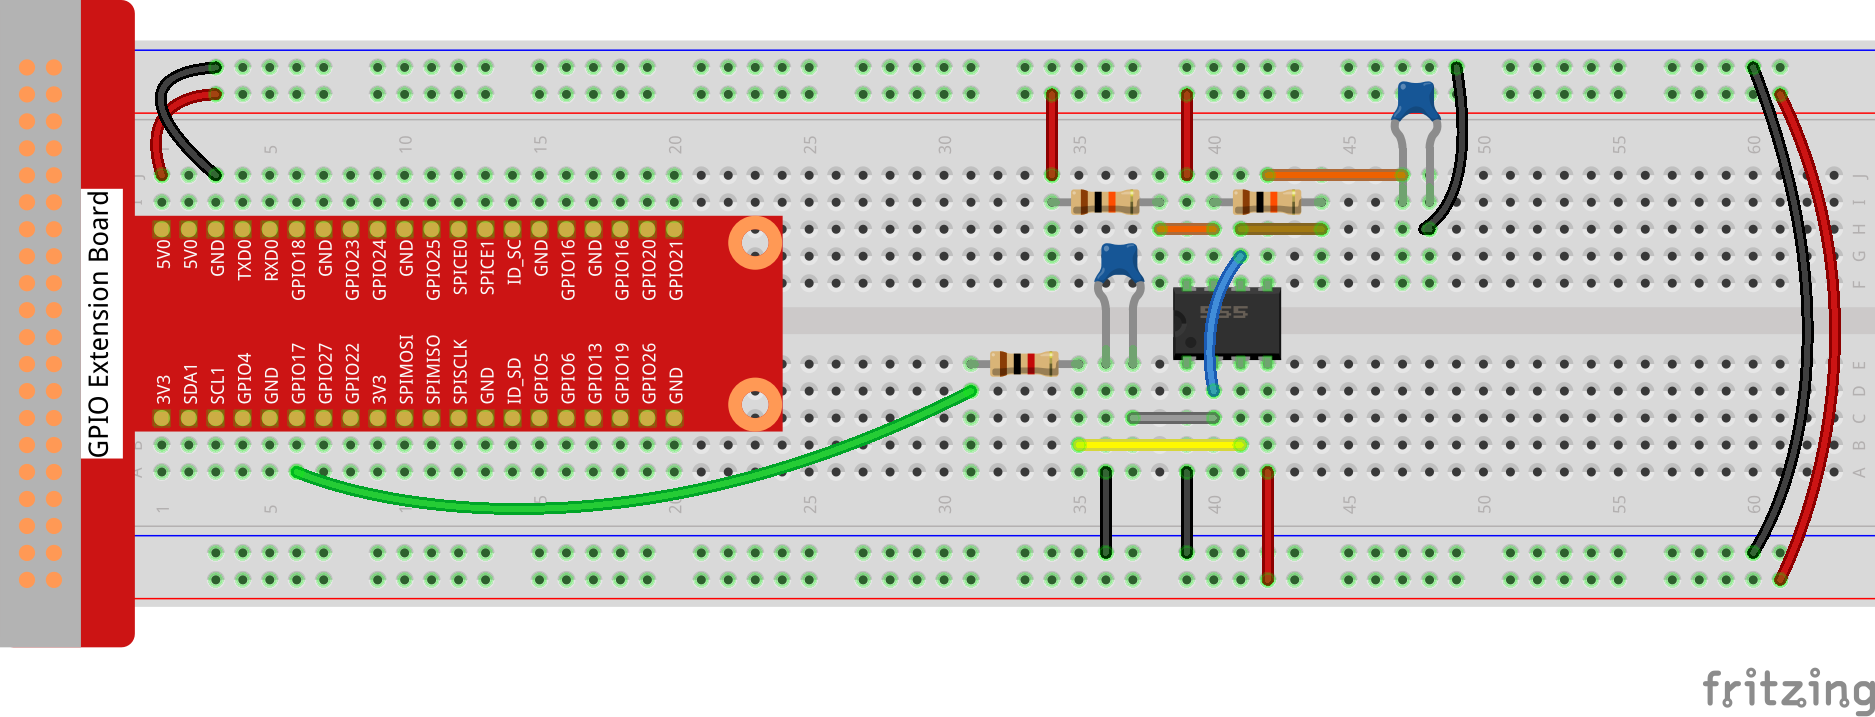 GPIO Extension Board
5 10 15 20 25 30 35 40 45 50 55 60
J
I
H
G
F
5V0 5V0 GND TXD0 RXD0 GPIO18 GND GPIO23 GPIO24 GND GPIO25 SPICE0 SPICE1 ID_SC GND GPIO16 GND GPIO16 GPIO20 GPIO21
555
3V3 SDA1 SCL1 GPIO4 GND GPIO17 GPIO27 GPIO22 3V3 SPIMOSI SPIMISO SPISCLK GND ID_SD GPIO5 GPIO6 GPIO13 GPIO19 GPIO26 GND
E
D
C
B
A
1 5 20 25 30 35 40 45 50 55 60
fritzing